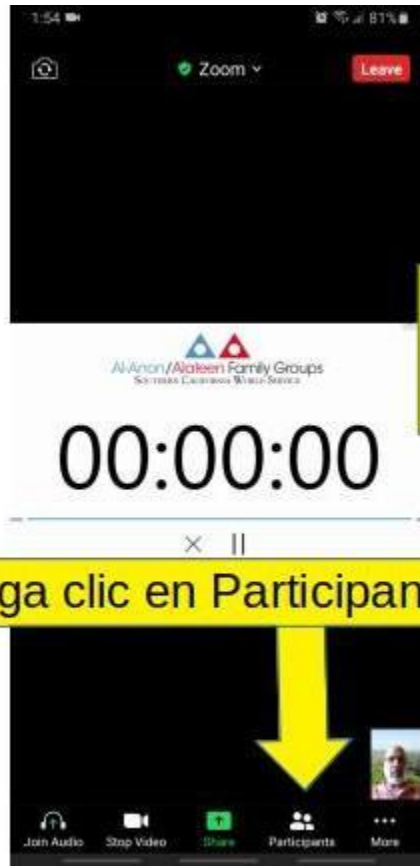 1:54 81%
Zoom Leave
Al-Anon/Alateen Family Groups
Southern California World Service
00:00:00
ga clic en Participan
Join Audio Stop Video Share Participants More